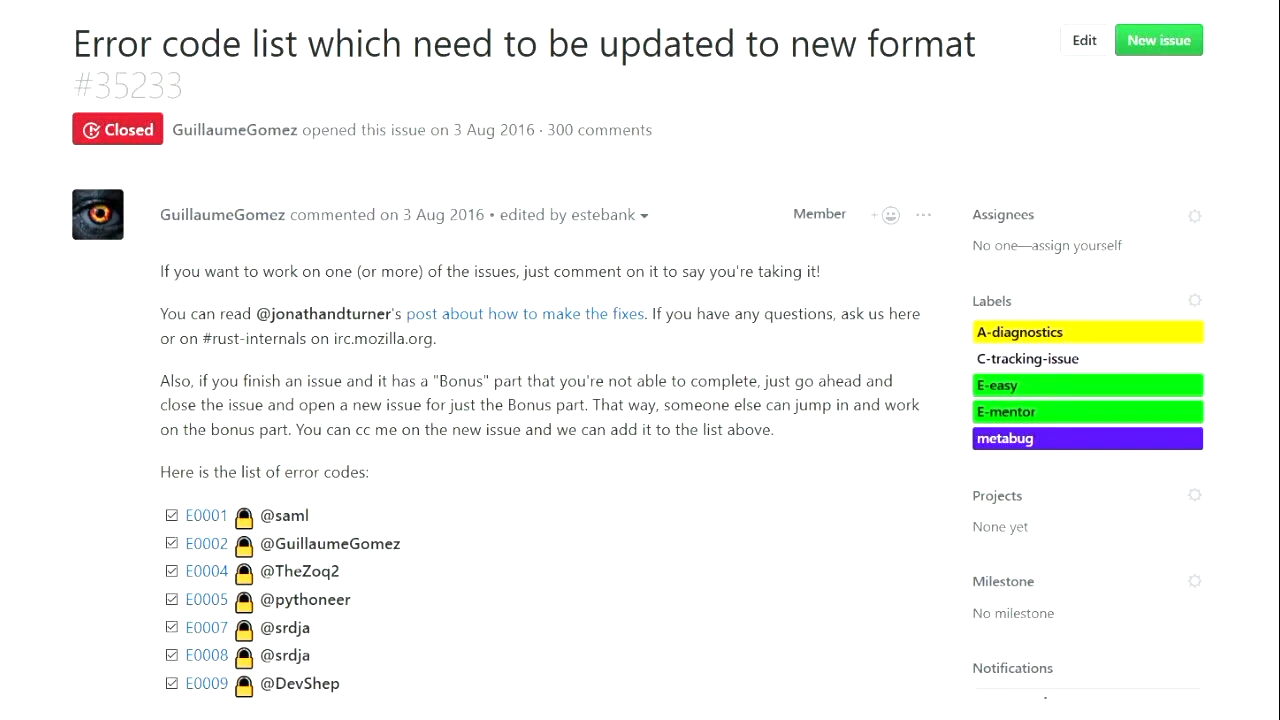 Error code list which need to be updated to new format
#35233
Edit
New issue
Closed
GuillaumeGomez opened this issue on 3 Aug 2016 · 300 comments
GuillaumeGomez commented on 3 Aug 2016 • edited by estebank
Member
If you want to work on one (or more) of the issues, just comment on it to say you're taking it!
You can read @jonathandturner's post about how to make the fixes. If you have any questions, ask us here
or on #rust-internals on irc.mozilla.org.
Also, if you finish an issue and it has a "Bonus" part that you're not able to complete, just go ahead and
close the issue and open a new issue for just the Bonus part. That way, someone else can jump in and work
on the bonus part. You can cc me on the new issue and we can add it to the list above.
Here is the list of error codes:
E0001 @saml
E0002 @GuillaumeGomez
E0004 @TheZoq2
E0005 @pythoneer
E0007 @srdja
E0008 @srdja
E0009 @DevShep
Assignees
No one—assign yourself
Labels
A-diagnostics
C-tracking-issue
E-easy
E-mentor
metabug
Projects
None yet
Milestone
No milestone
Notifications